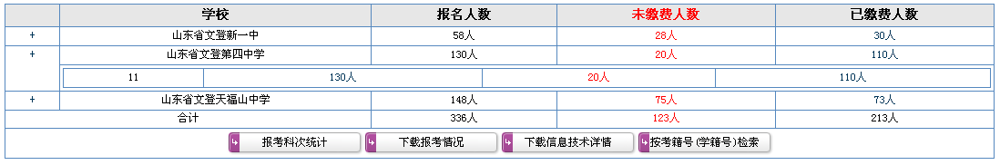 学校 报名人数 未缴费人数 已缴费人数
+ 山东省文登新一中 58人 28人 30人
+ 山东省文登第四中学 130人 20人 110人
11 130人 20人 110人
+ 山东省文登天福山中学 148人 75人 73人
合计 336人 123人 213人
报考科次统计 下载报考情况 下载信息技术详情 按考籍号(学籍号)检索